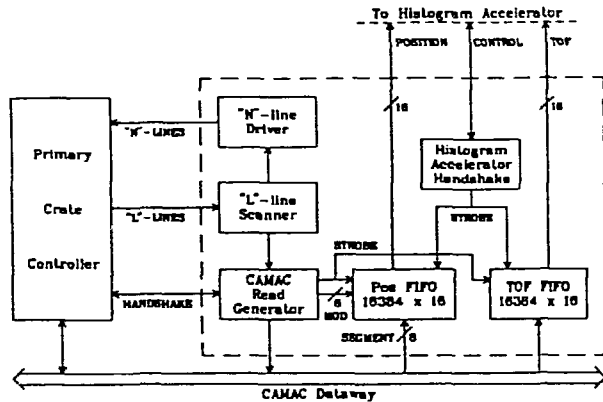 To Histogram Accelerator
POSITION
CONTROL
TOF
16
16
"N"-line
Driver
"N"-LINES
Primary
Crate
Controller
Histogram
Accelerator
Handshake
"L"-line
Scanner
"L"-LINES
STROBE
STROBE
CAMAC
Read
Generator
HANDSHAKE
8
MOD
Pos FIFO
16384 x 16
TOF FIFO
16384 x 16
SEGMENT
8
CAMAC Dataway